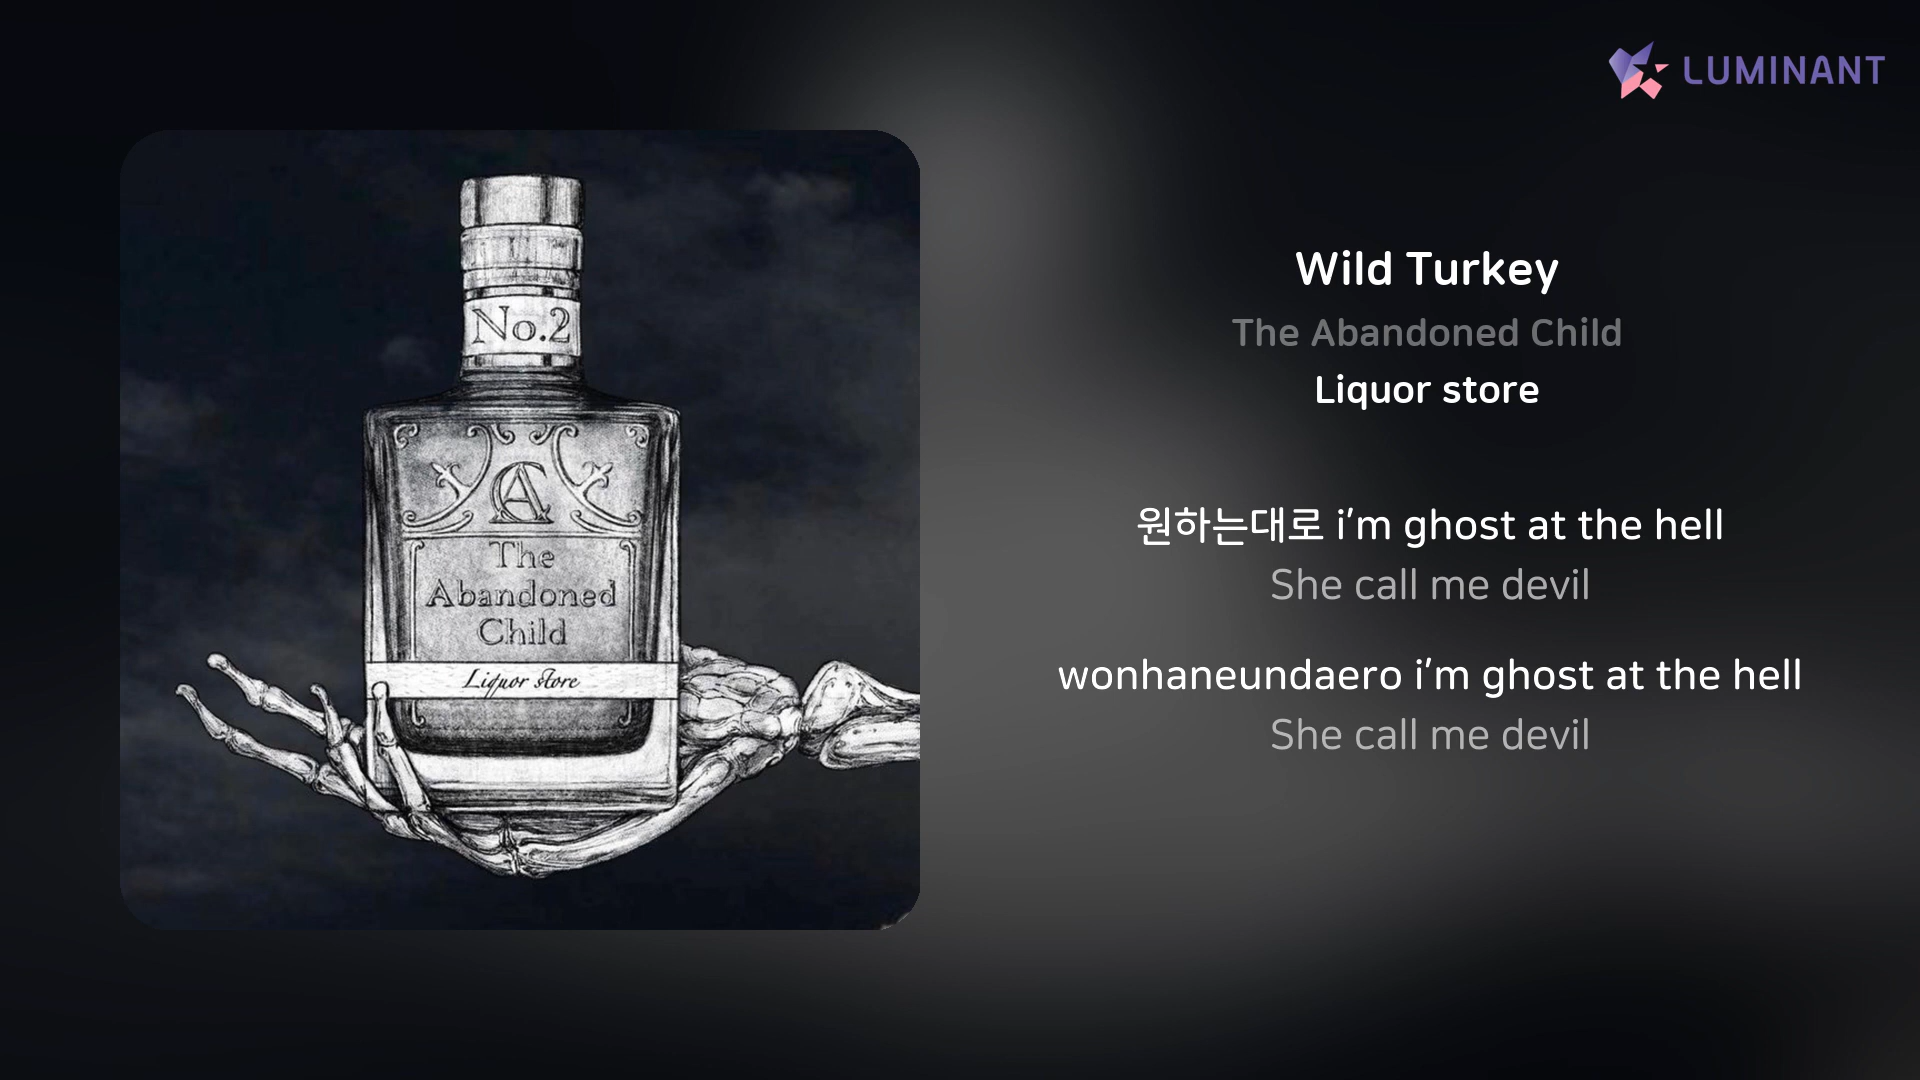 LUMINANT
No.2
AC
The
Abandoned
Child
Liquor store
Wild Turkey
The Abandoned Child
Liquor store
원하는대로 i'm ghost at the hell
She call me devil
wonhaneundaero i'm ghost at the hell
She call me devil